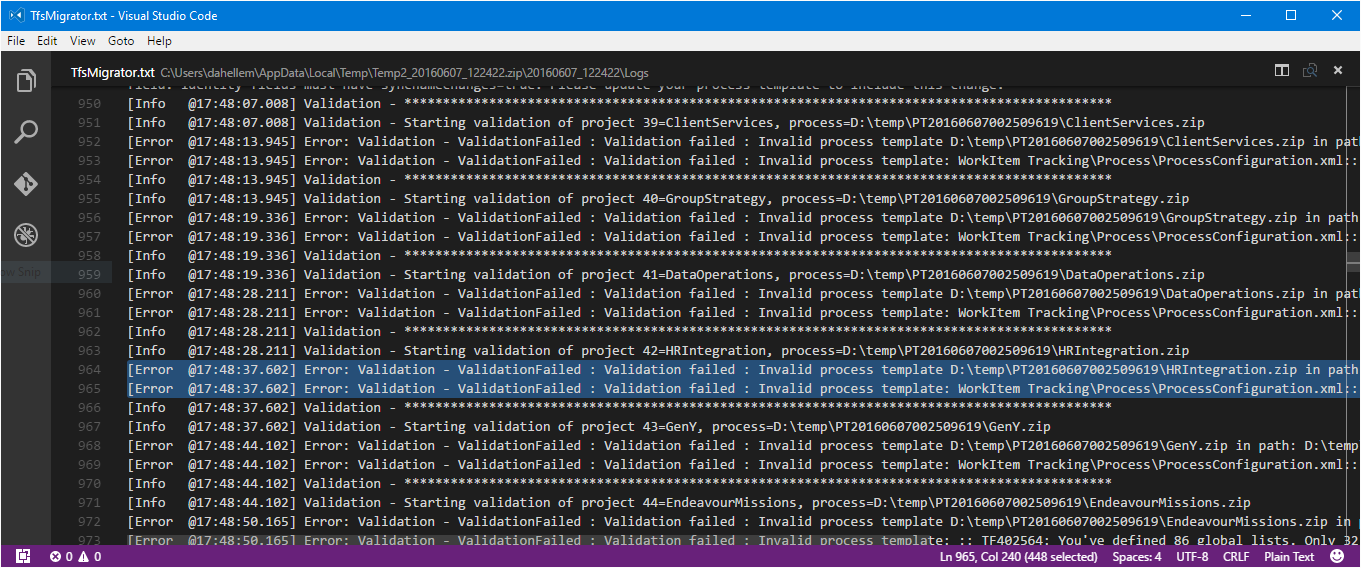 TfsMigrator.txt - Visual Studio Code
File Edit View Goto Help
TfsMigrator.txt C:\Users\dahellem\AppData\Local\Temp\Temp2_20160607_122422.zip\20160607_122422\Logs
field. Identity fields must have syncnamechanges=true. Please update your process template to include this change.
950 [Info @17:48:07.008] Validation - ********************************************************************************************
951 [Info @17:48:07.008] Validation - Starting validation of project 39=ClientServices, process=D:\temp\PT20160607002509619\ClientServices.zip
952 [Error @17:48:13.945] Error: Validation - ValidationFailed : Validation failed : Invalid process template D:\temp\PT20160607002509619\ClientServices.zip in path
953 [Error @17:48:13.945] Error: Validation - ValidationFailed : Validation failed : Invalid process template: WorkItem Tracking\Process\ProcessConfiguration.xml::
954 [Info @17:48:13.945] Validation - ********************************************************************************************
955 [Info @17:48:13.945] Validation - Starting validation of project 40=GroupStrategy, process=D:\temp\PT20160607002509619\GroupStrategy.zip
956 [Error @17:48:19.336] Error: Validation - ValidationFailed : Validation failed : Invalid process template D:\temp\PT20160607002509619\GroupStrategy.zip in path:
957 [Error @17:48:19.336] Error: Validation - ValidationFailed : Validation failed : Invalid process template: WorkItem Tracking\Process\ProcessConfiguration.xml::
958 [Info @17:48:19.336] Validation - ********************************************************************************************
ow Snip
959 [Info @17:48:19.336] Validation - Starting validation of project 41=DataOperations, process=D:\temp\PT20160607002509619\DataOperations.zip
960 [Error @17:48:28.211] Error: Validation - ValidationFailed : Validation failed : Invalid process template D:\temp\PT20160607002509619\DataOperations.zip in path
961 [Error @17:48:28.211] Error: Validation - ValidationFailed : Validation failed : Invalid process template: WorkItem Tracking\Process\ProcessConfiguration.xml::
962 [Info @17:48:28.211] Validation - ********************************************************************************************
963 [Info @17:48:28.211] Validation - Starting validation of project 42=HRIntegration, process=D:\temp\PT20160607002509619\HRIntegration.zip
964 [Error @17:48:37.602] Error: Validation - ValidationFailed : Validation failed : Invalid process template D:\temp\PT20160607002509619\HRIntegration.zip in path:
965 [Error @17:48:37.602] Error: Validation - ValidationFailed : Validation failed : Invalid process template: WorkItem Tracking\Process\ProcessConfiguration.xml::
966 [Info @17:48:37.602] Validation - ********************************************************************************************
967 [Info @17:48:37.602] Validation - Starting validation of project 43=GenY, process=D:\temp\PT20160607002509619\GenY.zip
968 [Error @17:48:44.102] Error: Validation - ValidationFailed : Validation failed : Invalid process template D:\temp\PT20160607002509619\GenY.zip in path: D:\temp
969 [Error @17:48:44.102] Error: Validation - ValidationFailed : Validation failed : Invalid process template: WorkItem Tracking\Process\ProcessConfiguration.xml::
970 [Info @17:48:44.102] Validation - ********************************************************************************************
971 [Info @17:48:44.102] Validation - Starting validation of project 44=EndeavourMissions, process=D:\temp\PT20160607002509619\EndeavourMissions.zip
972 [Error @17:48:50.165] Error: Validation - ValidationFailed : Validation failed : Invalid process template D:\temp\PT20160607002509619\EndeavourMissions.zip in p
973 [Error @17:48:50.165] Error: Validation - ValidationFailed : Validation failed : Invalid process template: :: TF402564: You've defined 86 global lists. Only 32
0 0 Ln 965, Col 240 (448 selected) Spaces: 4 UTF-8 CRLF Plain Text